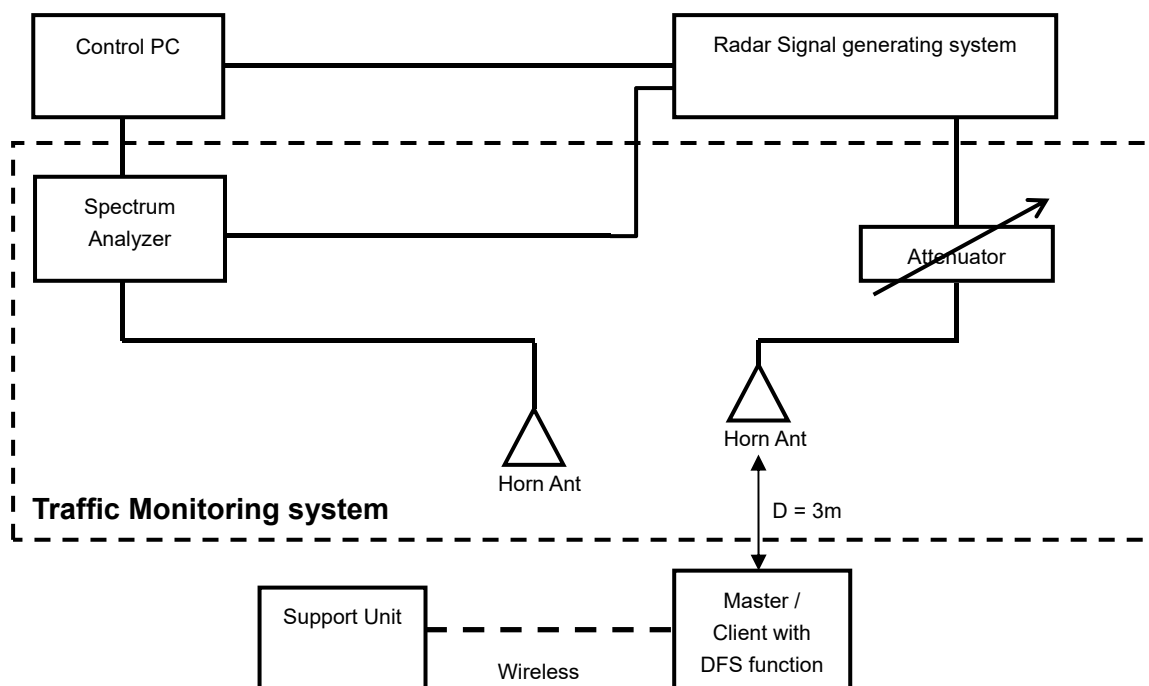 Control PC
Radar Signal generating system
Spectrum
Analyzer
Attenuator
Horn Ant
Horn Ant
Traffic Monitoring system
D = 3m
Support Unit
Wireless
Master /
Client with
DFS function